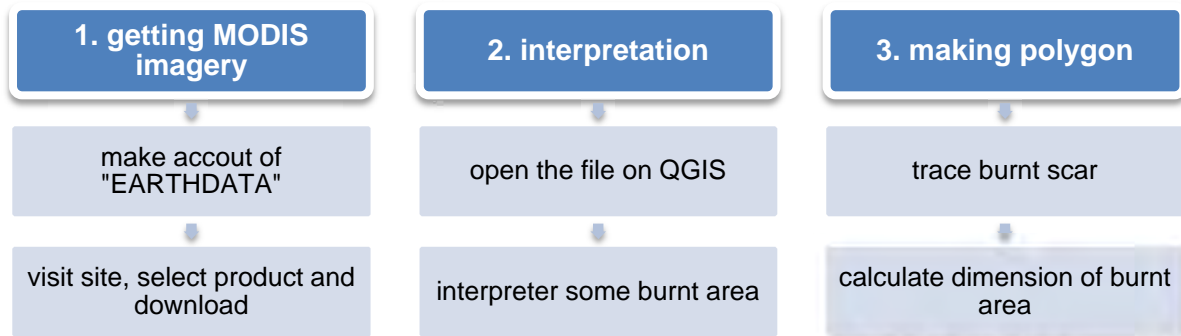 1. getting MODIS
imagery
make accout of
"EARTHDATA"
visit site, select product and
download
2. interpretation
open the file on QGIS
interpreter some burnt area
3. making polygon
trace burnt scar
calculate dimension of burnt
area